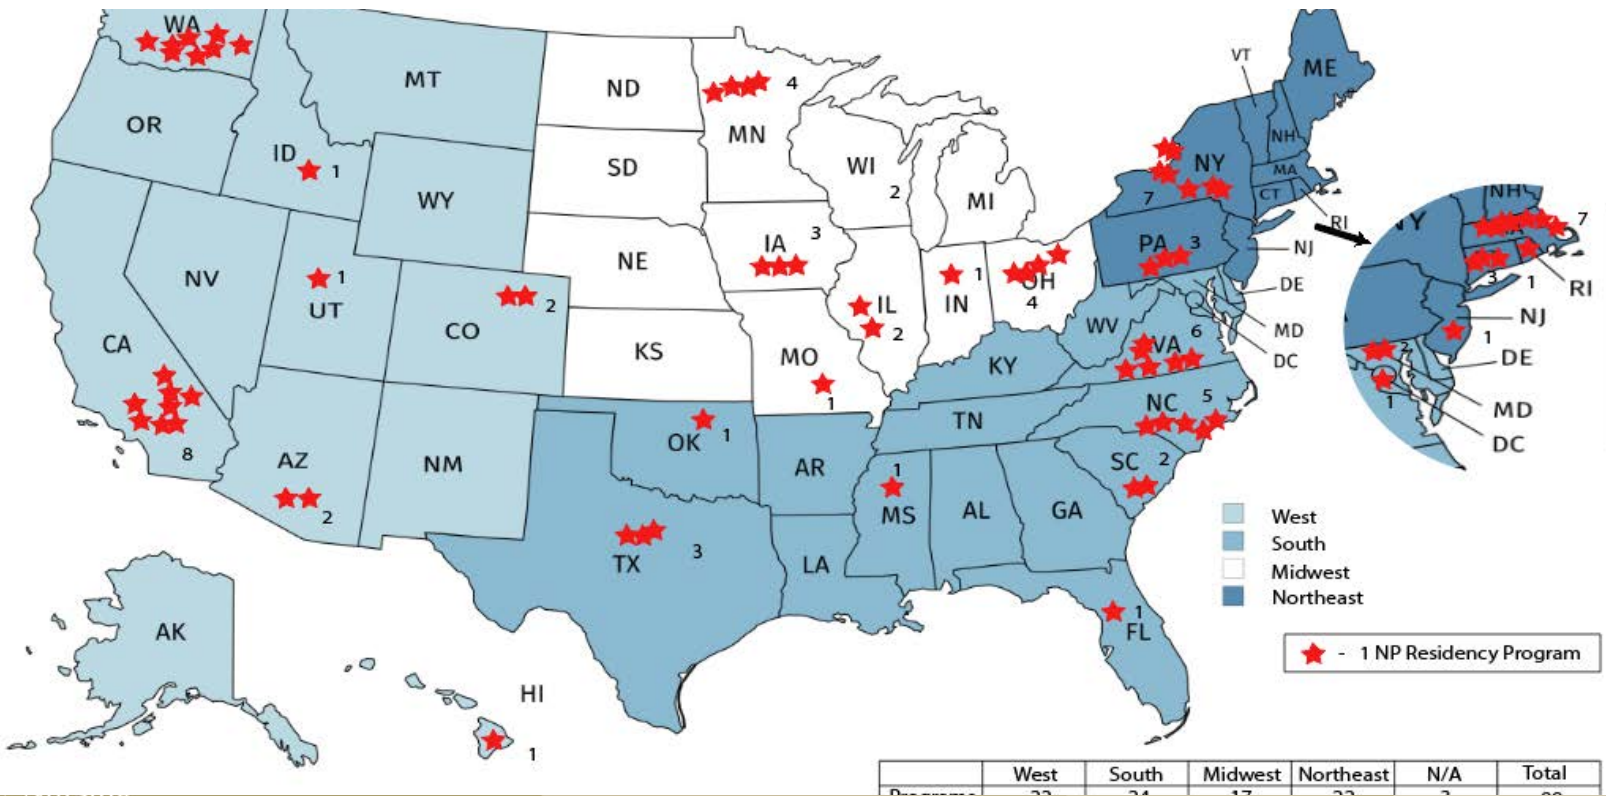 WA
MT
ND
4
MN
OR
ID
1
SD
WI
2
WY
MI
VT
ME
NH
NY
MA
CT
7
RI
NV
UT
1
CO
2
NE
IA
3
IL
2
IN
1
OH
4
PA
3
NJ
DE
MD
DC
CA
8
KS
MO
1
KY
WV
VA
6
NC
5
TN
SC
2
AZ
2
NM
OK
1
AR
MS
1
AL
GA
TX
3
LA
FL
1
AK
HI
1
NH
NY
7
3
1
RI
NJ
1
2
DE
MD
1
DC
West
South
Midwest
Northeast
- 1 NP Residency Program
West South Midwest Northeast N/A Total
Programs